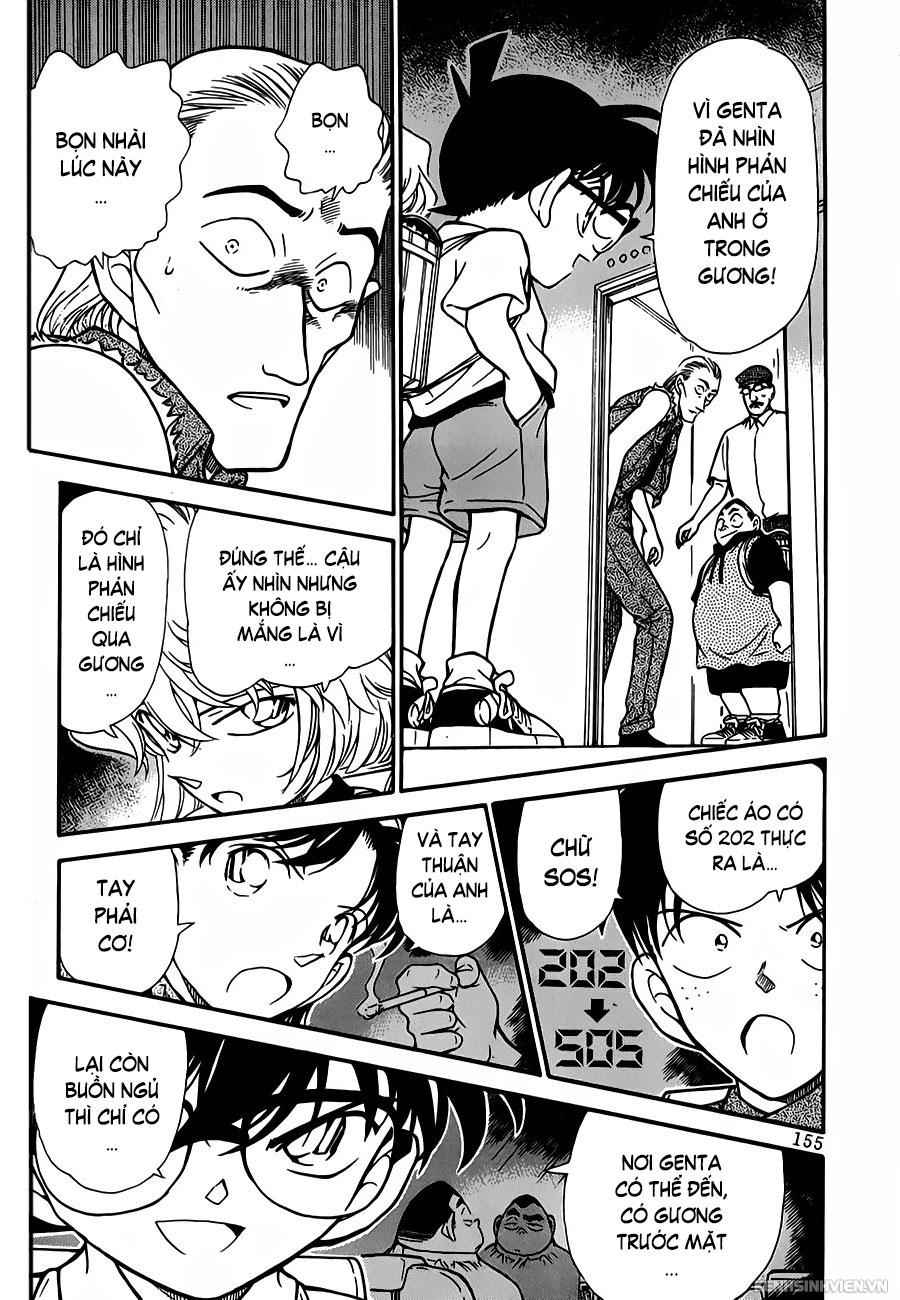 VÌ GENTA
ĐÃ NHÌN
HÌNH PHẢN
CHIẾU CỦA
ANH Ở
TRONG
GƯƠNG!
BỌN
...
BỌN NHÀI
LÚC NÀY
...
ĐÚNG THẾ... CẬU
ẤY NHÌN NHƯNG
KHÔNG BỊ
MẮNG LÀ VÌ
...
ĐÓ CHỈ
LÀ HÌNH
PHẢN
CHIẾU
QUA
GƯƠNG
...
CHIẾC ÁO CÓ
SỐ 202 THỰC
RA LÀ...
CHỮ
SOS!
202
505
VÀ TAY
THUẬN
CỦA ANH
LÀ...
TAY
PHẢI
CƠ!
155
NƠI GENTA
CÓ THỂ ĐẾN,
CÓ GƯƠNG
TRƯỚC MẶT
...
LẠI CÒN
BUỒN NGỦ
THÌ CHỈ CÓ
...